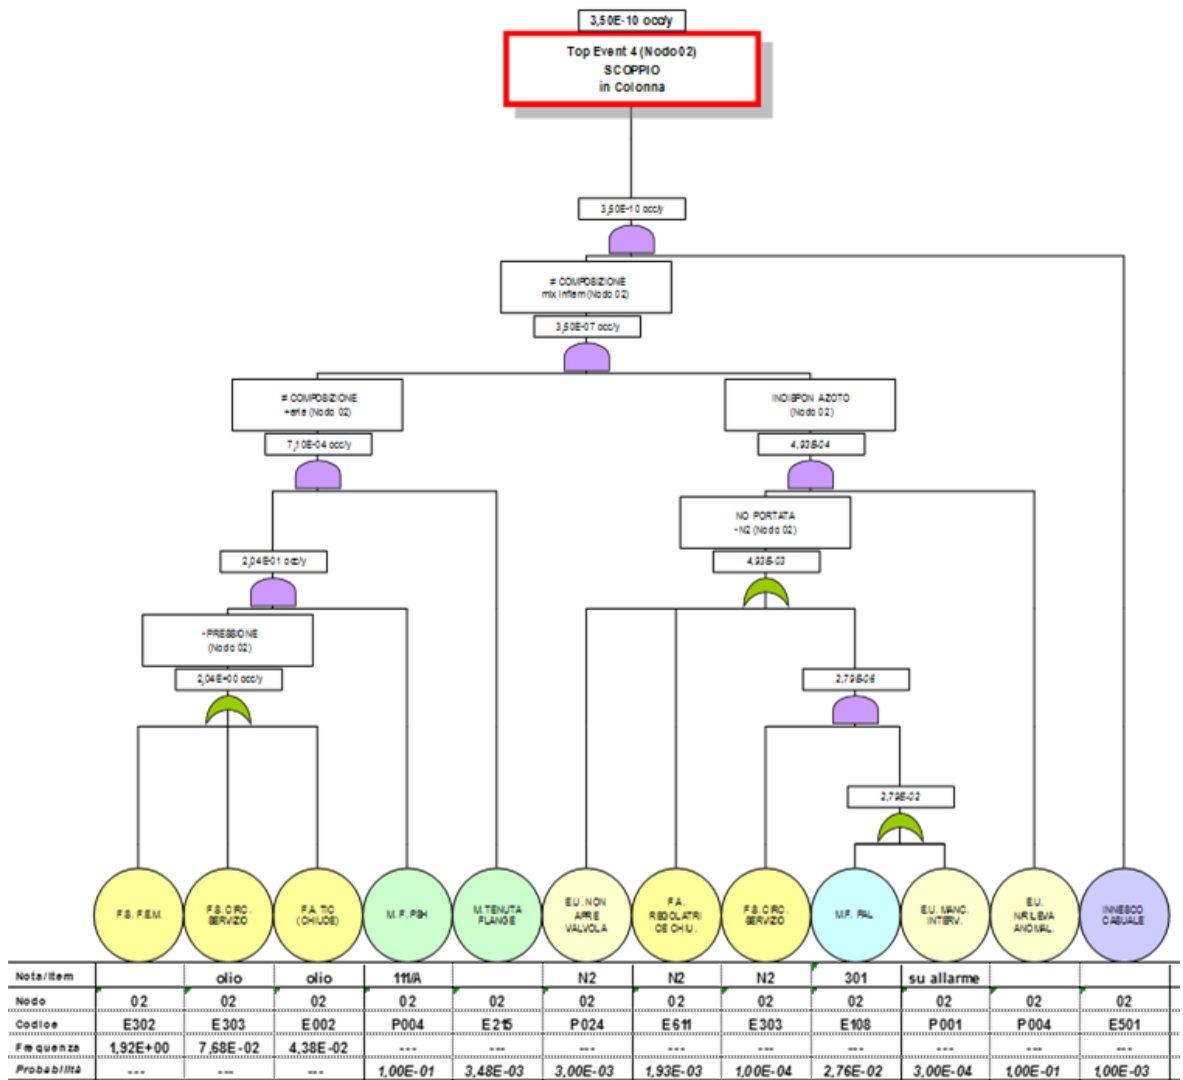 3,50E-10 occ/y
Top Event 4 (Nodo 02)
SCOPPIO
in Colonna
3,50E-10 occ/y
≠ COMPOSIZIONE
mix inflam (Nodo 02)
3,50E-07 occ/y
≠ COMPOSIZIONE
+aria (Nodo 02)
7,10E-04 occ/y
INDISPON AZOTO
(Nodo 02)
4,93E-04
NO PORTATA
-N2 (Nodo 02)
2,04E-01 occ/y
4,93E-03
-PRESSIONE
(Nodo 02)
2,04E+00 occ/y
2,79E-06
2,79E-02
F.S. F.E.M.
F.S. CIRC.
SERVIZIO
F.A. TIC
(CHIUDE)
M. F. PSH
M. TENUTA
FLANGE
E.U. NON
APRE
VALVOLA
F.A.
REGOLATRI
CE CHIU.
F.S. CIRC.
SERVIZIO
M.F. PAL
E.U. MANC.
INTERV.
E.U.
NRILEVA
ANOMAL.
INNESCO
CASUALE
Nota/Item olio olio 111/A N2 N2 N2 301 su allarme
Nodo 02 02 02 02 02 02 02 02 02 02 02 02
Codice E302 E303 E002 P004 E215 P024 E611 E303 E108 P001 P004 E501
Frequenza 1,92E+00 7,68E-02 4,38E-02 --- --- --- --- --- --- --- --- ---
Probabilità --- --- --- 1,00E-01 3,48E-03 3,00E-03 1,93E-03 1,00E-04 2,76E-02 3,00E-04 1,00E-01 1,00E-03